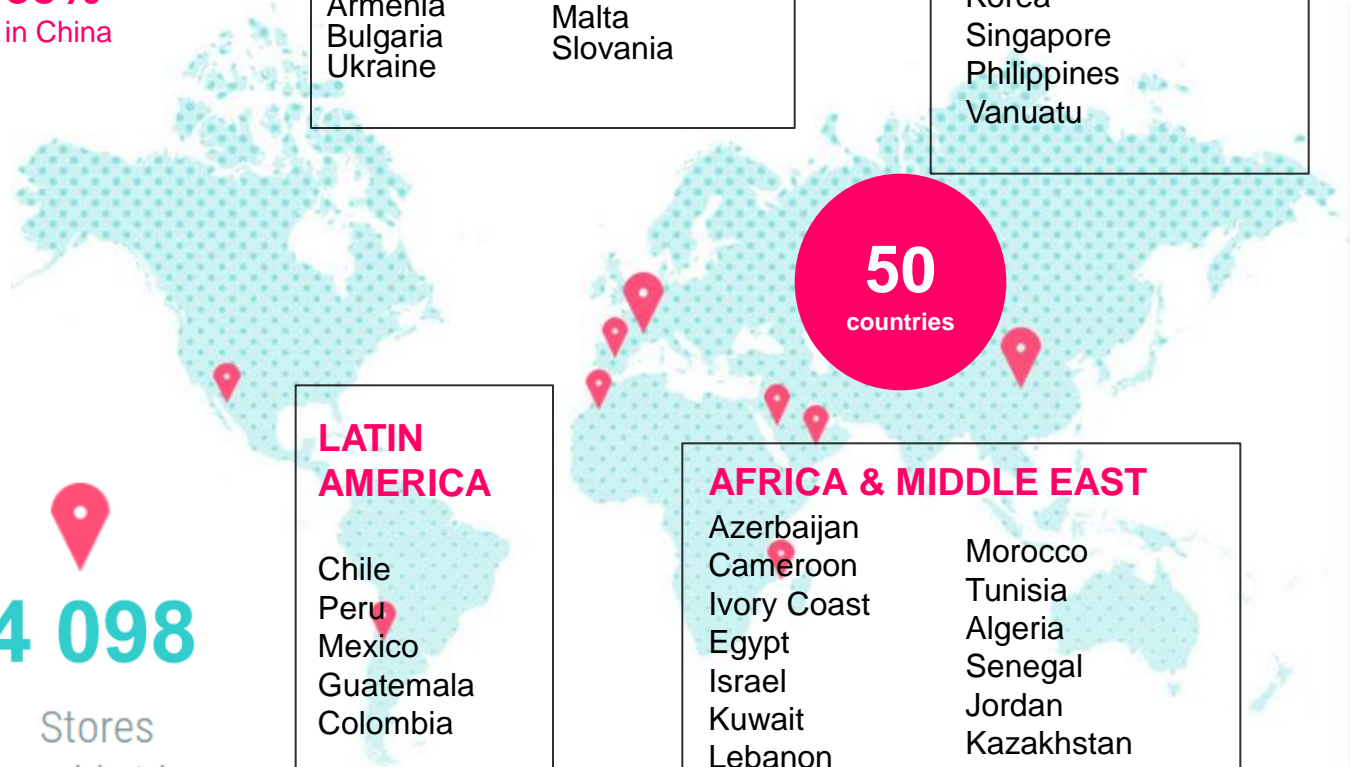 in China
Armenia
Bulgaria
Ukraine
Malta
Slovania
Korea
Singapore
Philippines
Vanuatu
50
countries
LATIN
AMERICA
Chile
Peru
Mexico
Guatemala
Colombia
AFRICA & MIDDLE EAST
Azerbaijan
Cameroon
Ivory Coast
Egypt
Israel
Kuwait
Lebanon
Morocco
Tunisia
Algeria
Senegal
Jordan
Kazakhstan
4 098
Stores